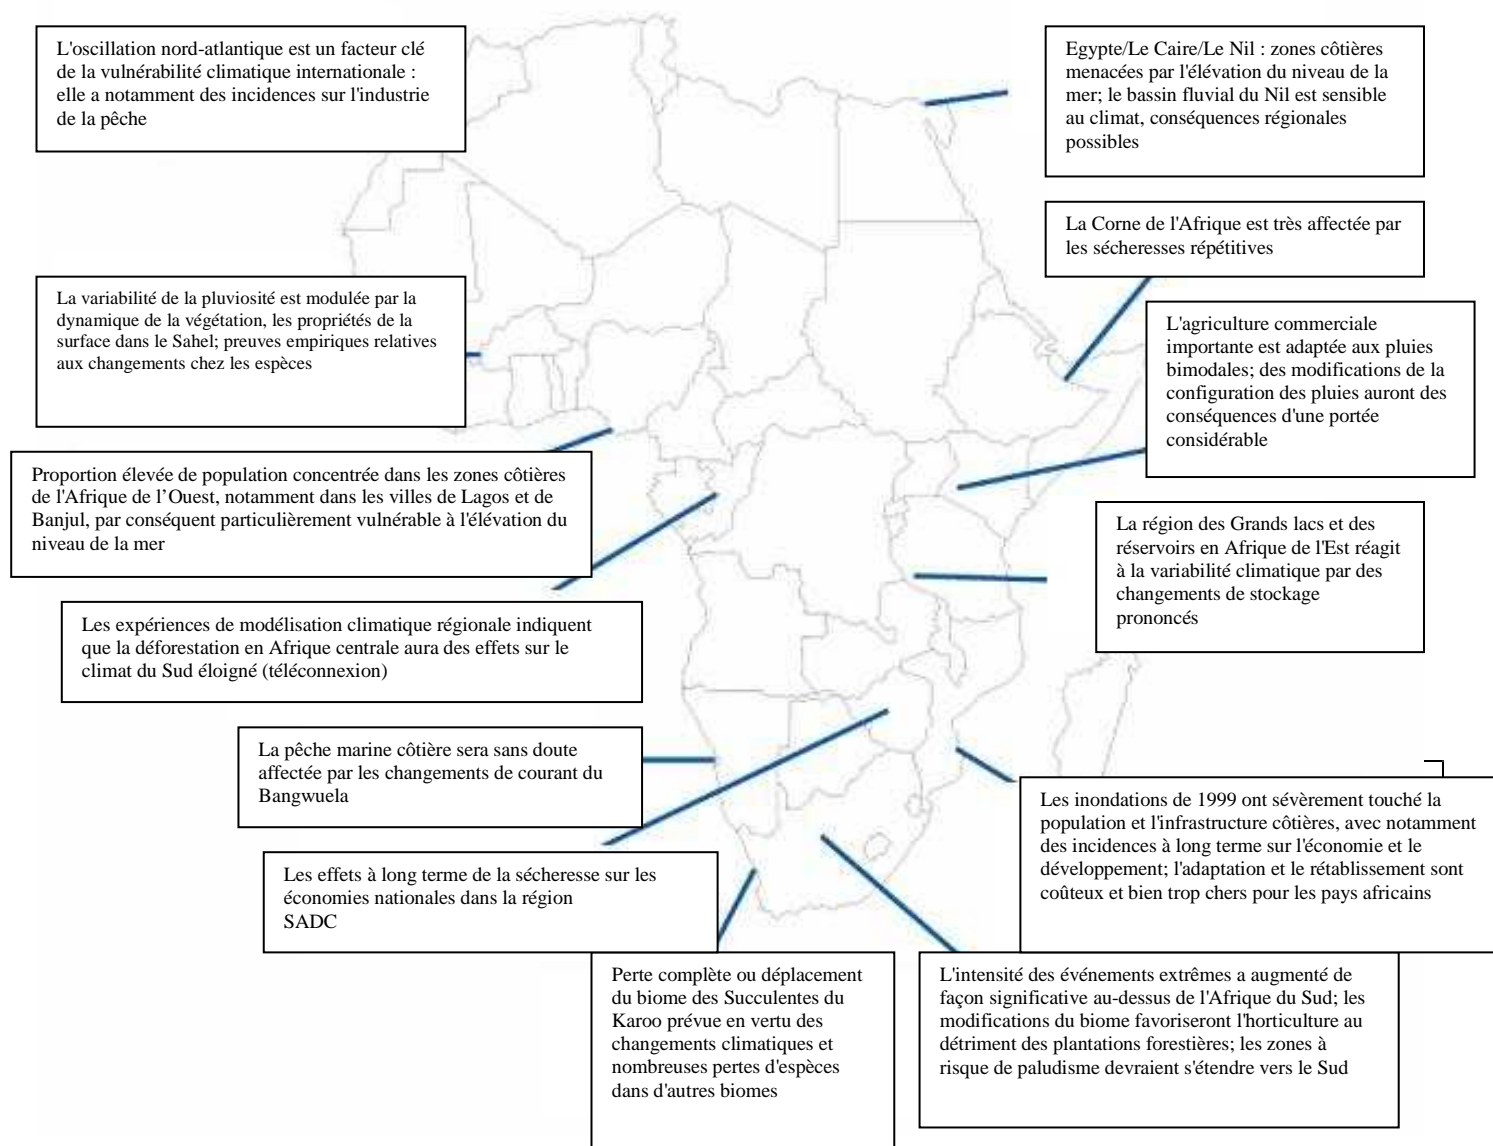 L'oscillation nord-atlantique est un facteur clé
de la vulnérabilité climatique internationale :
elle a notamment des incidences sur l'industrie
de la pêche
Egypte/Le Caire/Le Nil : zones côtières
menacées par l'élévation du niveau de la
mer; le bassin fluvial du Nil est sensible
au climat, conséquences régionales
possibles
La Corne de l'Afrique est très affectée par
les sécheresses répétitives
La variabilité de la pluviosité est modulée par la
dynamique de la végétation, les propriétés de la
surface dans le Sahel; preuves empiriques relatives
aux changements chez les espèces
L'agriculture commerciale
importante est adaptée aux pluies
bimodales; des modifications de la
configuration des pluies auront des
conséquences d'une portée
considérable
Proportion élevée de population concentrée dans les zones côtières
de l'Afrique de l’Ouest, notamment dans les villes de Lagos et de
Banjul, par conséquent particulièrement vulnérable à l'élévation du
niveau de la mer
La région des Grands lacs et des
réservoirs en Afrique de l'Est réagit
à la variabilité climatique par des
changements de stockage
prononcés
Les expériences de modélisation climatique régionale indiquent
que la déforestation en Afrique centrale aura des effets sur le
climat du Sud éloigné (téléconnexion)
La pêche marine côtière sera sans doute
affectée par les changements de courant du
Bangwuela
Les inondations de 1999 ont sévèrement touché la
population et l'infrastructure côtières, avec notamment
des incidences à long terme sur l'économie et le
développement; l'adaptation et le rétablissement sont
coûteux et bien trop chers pour les pays africains
Les effets à long terme de la sécheresse sur les
économies nationales dans la région
SADC
Perte complète ou déplacement
du biome des Succulentes du
Karoo prévue en vertu des
changements climatiques et
nombreuses pertes d'espèces
dans d'autres biomes
L'intensité des événements extrêmes a augmenté de
façon significative au-dessus de l'Afrique du Sud; les
modifications du biome favoriseront l'horticulture au
détriment des plantations forestières; les zones à
risque de paludisme devraient s'étendre vers le Sud